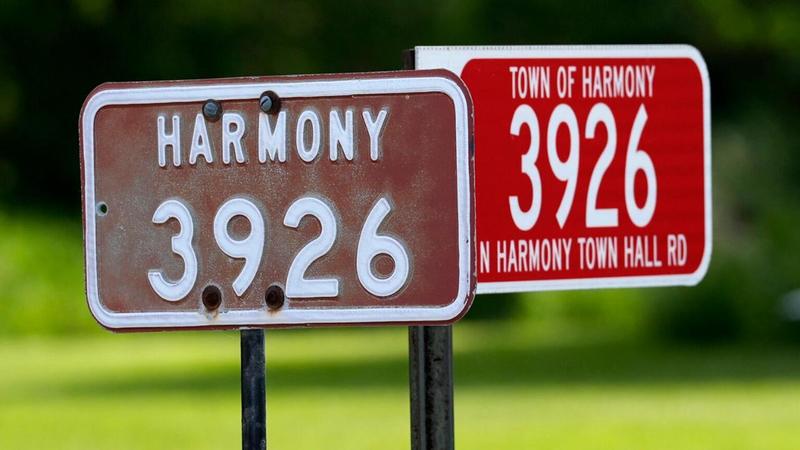 HARMONY
3926
TOWN OF HARMONY
3926
N HARMONY TOWN HALL RD